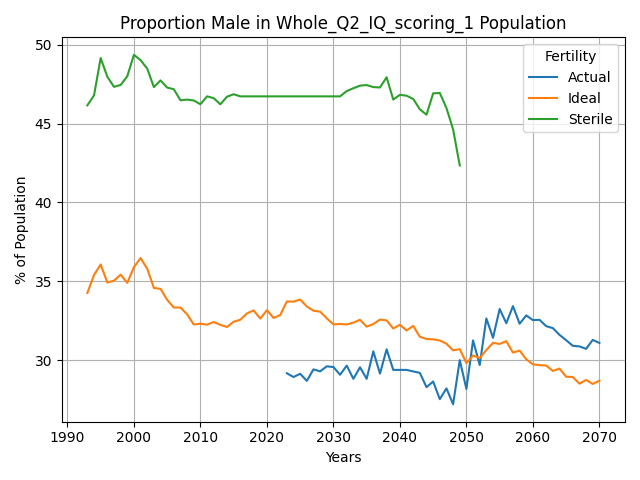 Proportion Male in Whole_Q2_IQ_scoring_1 Population
% of Population
50
45
40
35
30
Fertility
Actual
Ideal
Sterile
1990 2000 2010 2020 2030 2040 2050 2060 2070
Years